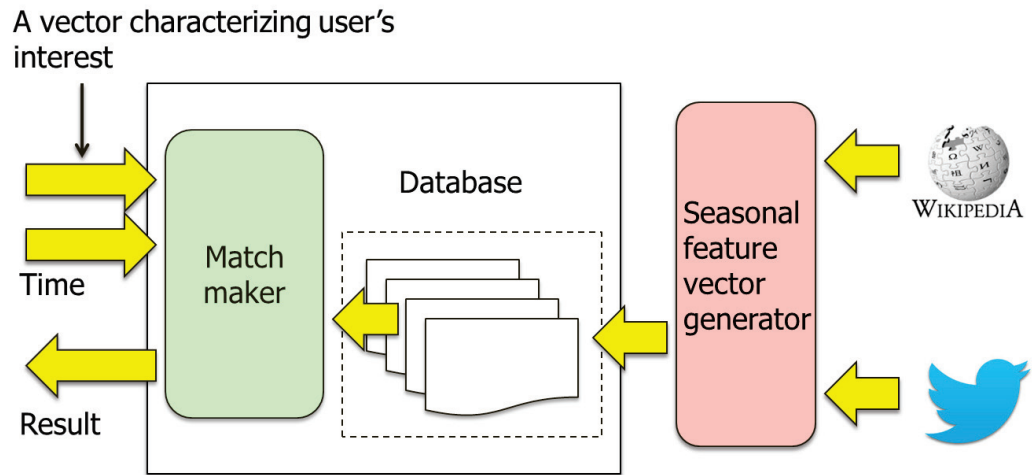 A vector characterizing user's
interest
Database
Match
maker
Seasonal
feature
vector
generator
WIKIPEDIA
Time
Result